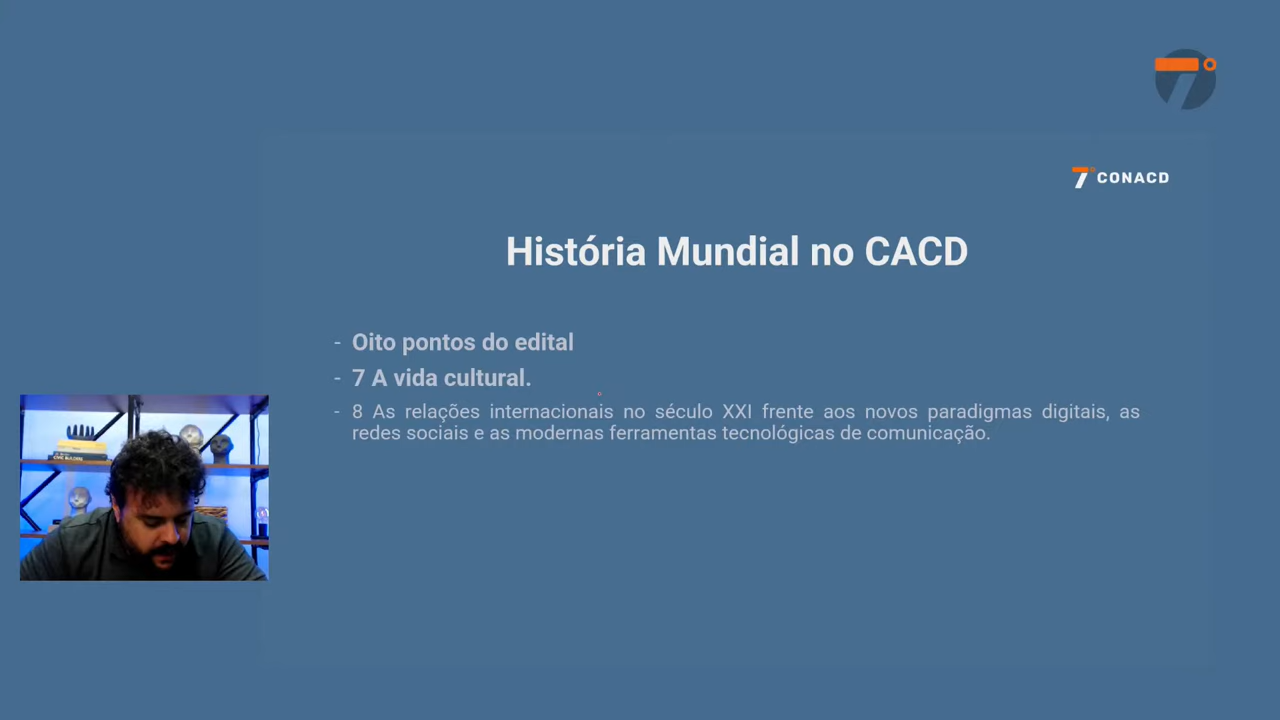 7º CONACD
História Mundial no CACD
- Oito pontos do edital
- 7 A vida cultural.
- 8 As relações internacionais no século XXI frente aos novos paradigmas digitais, as
redes sociais e as modernas ferramentas tecnológicas de comunicação.